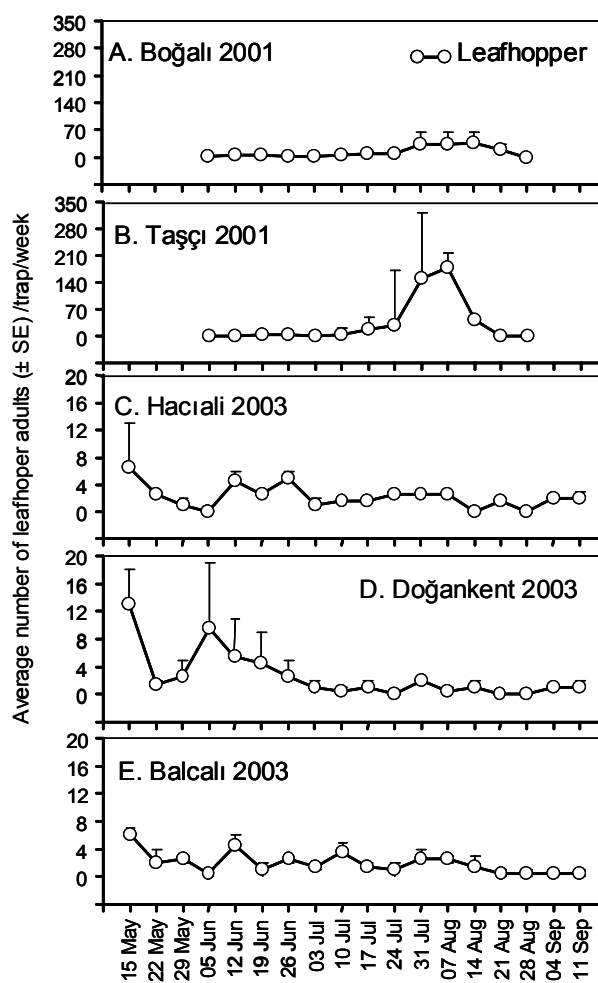 Average number of leafhoper adults (± SE) /trap/week
350
280
210
140
70
0
A. Boğalı 2001
Leafhopper
350
280
210
140
70
0
B. Taşçı 2001
20
16
12
8
4
0
C. Hacıali 2003
20
16
12
8
4
0
D. Doğankent 2003
20
16
12
8
4
0
E. Balcalı 2003
15 May
22 May
29 May
05 Jun
12 Jun
19 Jun
26 Jun
03 Jul
10 Jul
17 Jul
24 Jul
31 Jul
07 Aug
14 Aug
21 Aug
28 Aug
04 Sep
11 Sep